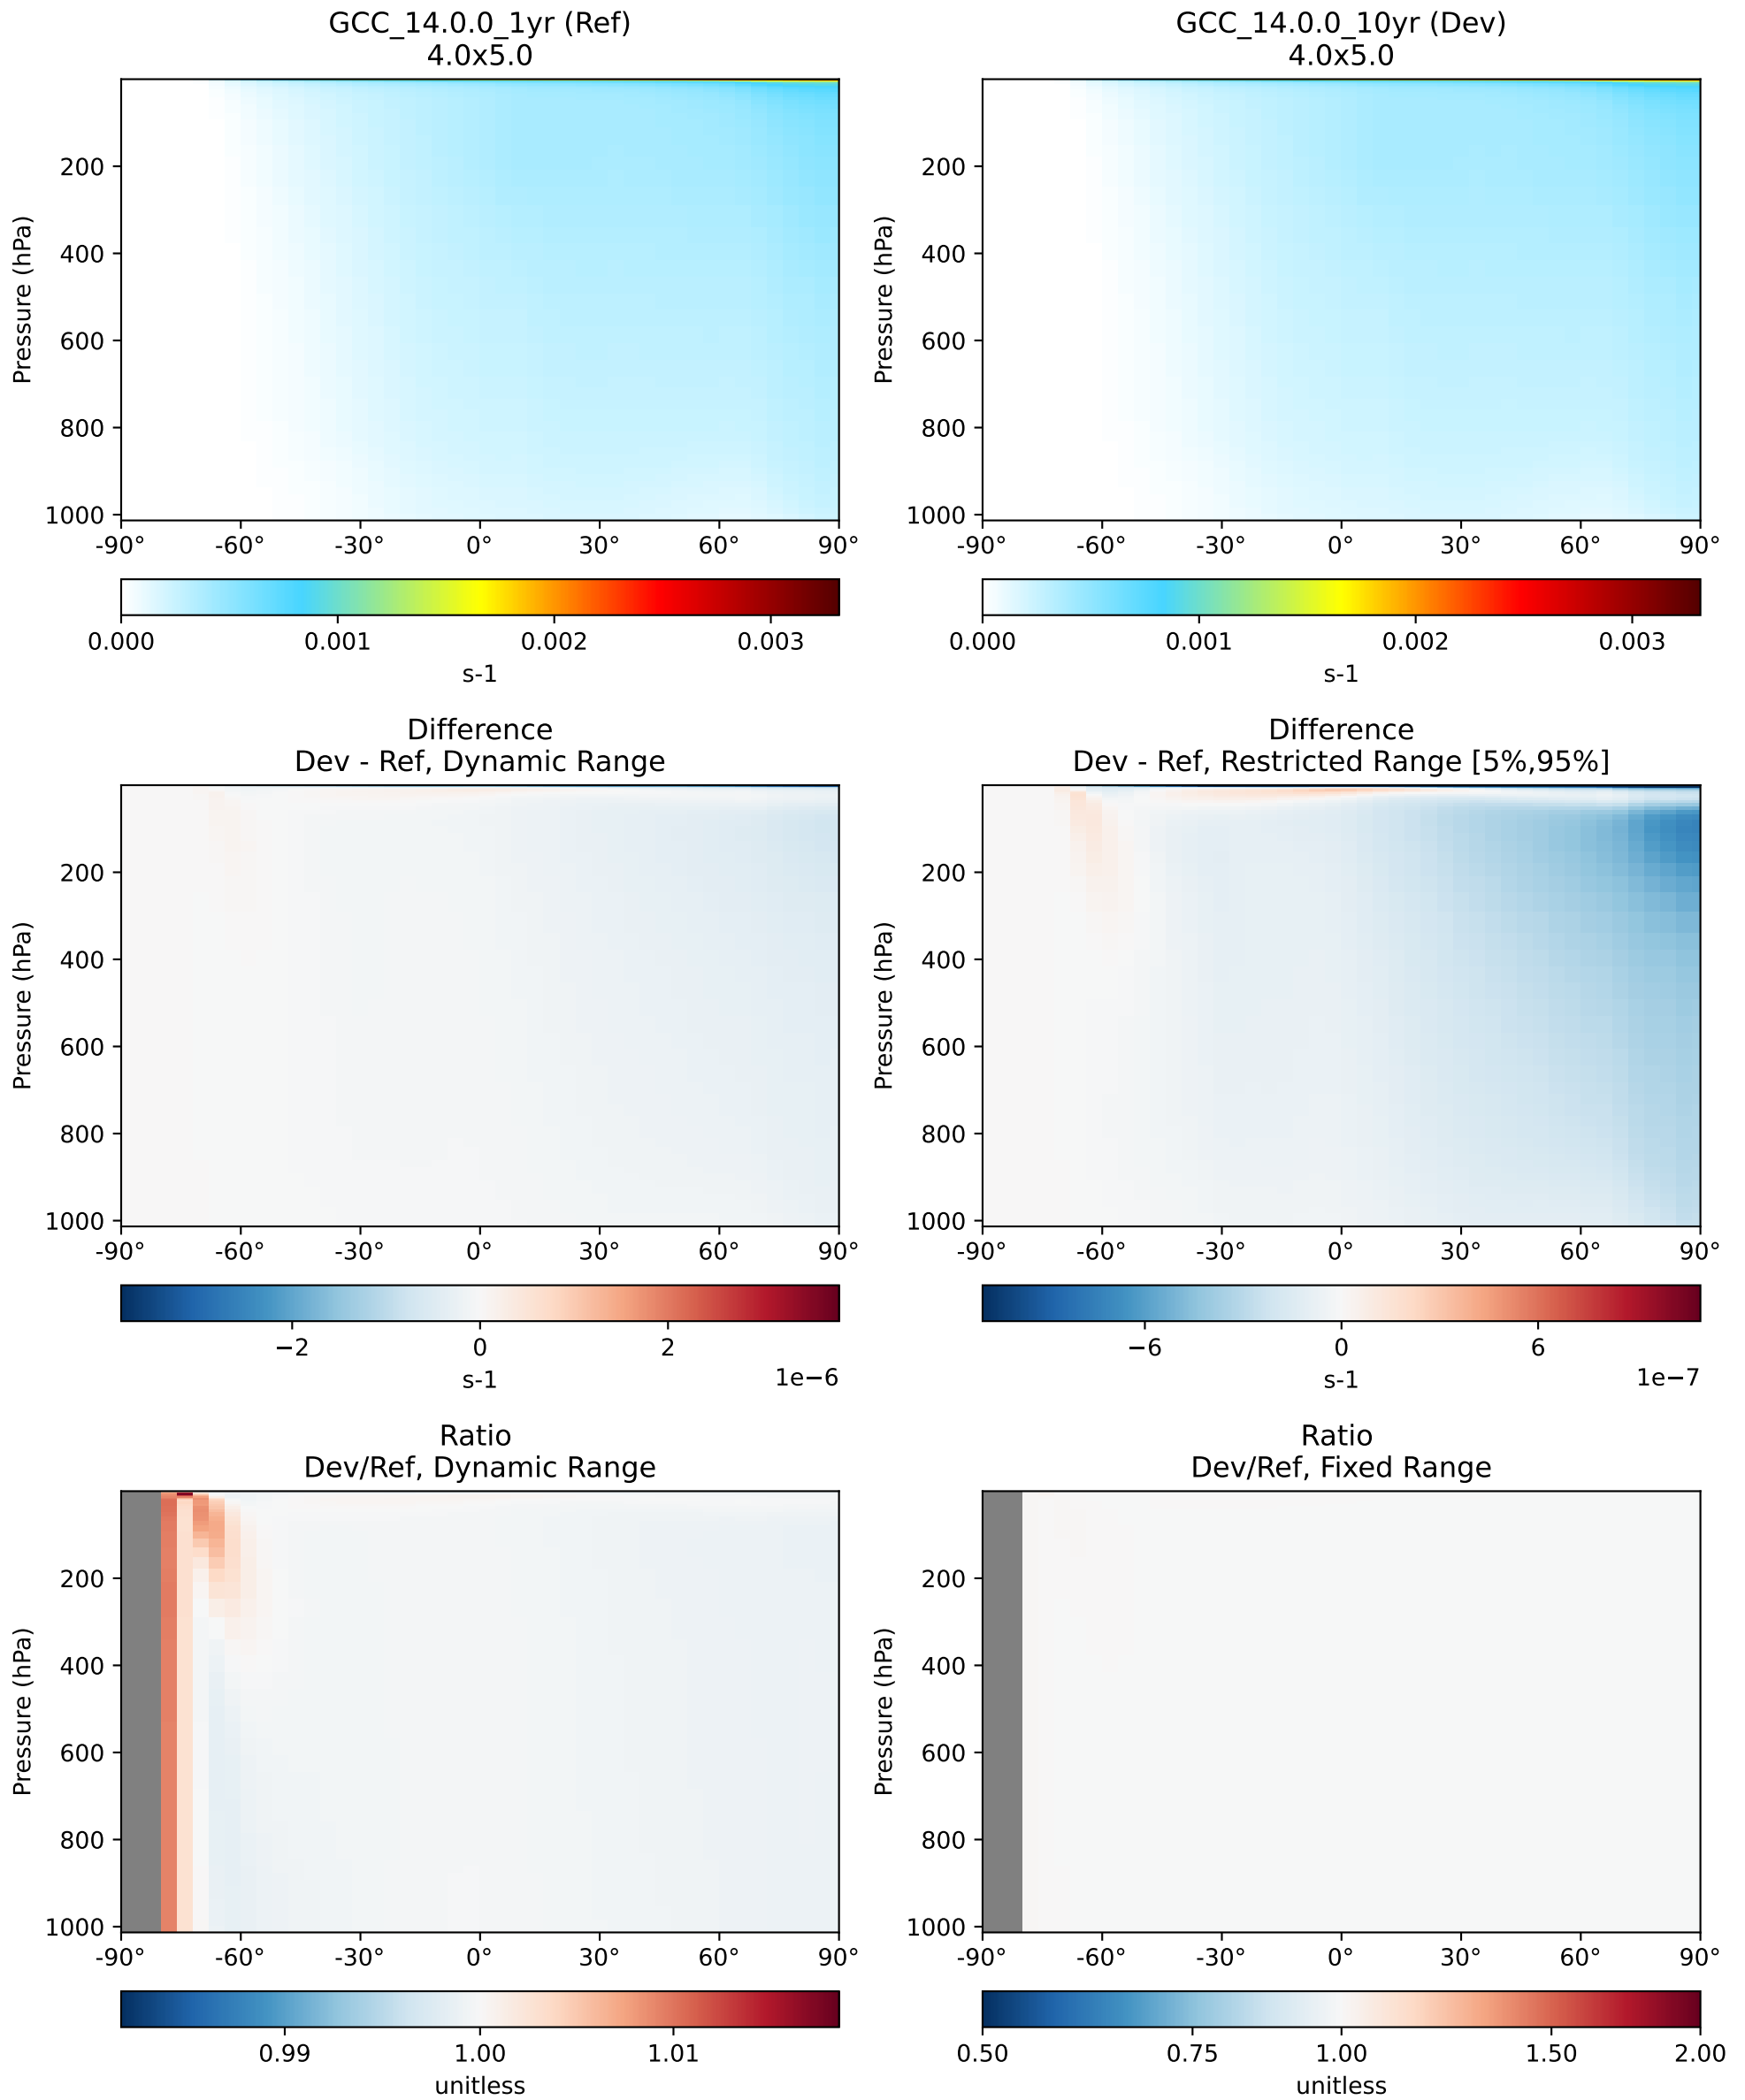 GCC_14.0.0_1yr (Ref)
4.0x5.0
GCC_14.0.0_10yr (Dev)
4.0x5.0
Pressure (hPa)
200
400
600
800
1000
-90° -60° -30° 0° 30° 60° 90°
0.000 0.001 0.002 0.003
s-1
Pressure (hPa)
200
400
600
800
1000
-90° -60° -30° 0° 30° 60° 90°
0.000 0.001 0.002 0.003
s-1
Difference
Dev - Ref, Dynamic Range
Pressure (hPa)
200
400
600
800
1000
-90° -60° -30° 0° 30° 60° 90°
−2 0 2
s-1
1e−6
Difference
Dev - Ref, Restricted Range [5%,95%]
Pressure (hPa)
200
400
600
800
1000
-90° -60° -30° 0° 30° 60° 90°
−6 0 6
s-1
1e−7
Ratio
Dev/Ref, Dynamic Range
Pressure (hPa)
200
400
600
800
1000
-90° -60° -30° 0° 30° 60° 90°
0.99 1.00 1.01
unitless
Ratio
Dev/Ref, Fixed Range
Pressure (hPa)
200
400
600
800
1000
-90° -60° -30° 0° 30° 60° 90°
0.50 0.75 1.00 1.50 2.00
unitless